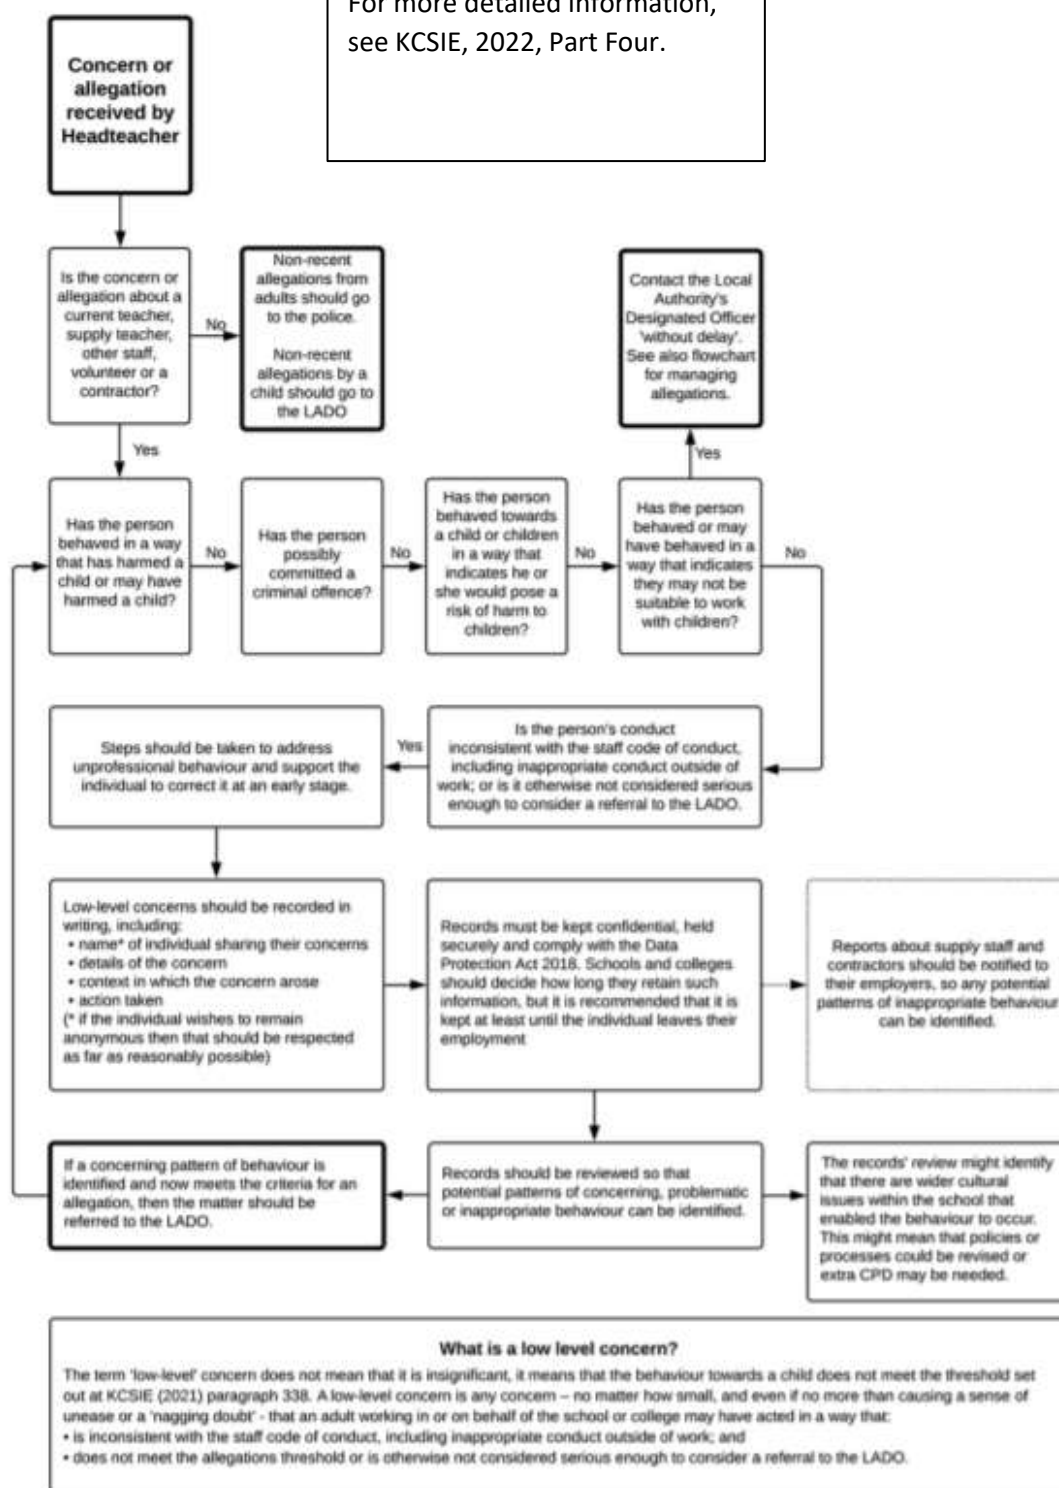 For more detailed information,
see KCSIE, 2022, Part Four.
Concern or
allegation
received by
Headteacher
Is the concern or
allegation about a
current teacher,
supply teacher,
other staff,
volunteer or a
contractor?
No
Non-recent
allegations from
adults should go
to the police.
Non-recent
allegations by a
child should go to
the LADO
Contact the Local
Authority's
Designated Officer
'without delay'.
See also flowchart
for managing
allegations.
Yes
Yes
Has the person
behaved in a way
that has harmed a
child or may have
harmed a child?
No
Has the person
possibly
committed a
criminal offence?
No
Has the person
behaved towards
a child or children
in a way that
indicates he or
she would pose a
risk of harm to
children?
No
Has the person
behaved or may
have behaved in a
way that indicates
they may not be
suitable to work
with children?
No
Is the person's conduct
inconsistent with the staff code of conduct,
including inappropriate conduct outside of
work; or is it otherwise not considered serious
enough to consider a referral to the LADO.
Yes
Steps should be taken to address
unprofessional behaviour and support the
individual to correct it at an early stage.
Low-level concerns should be recorded in
writing, including:
• name* of individual sharing their concerns
• details of the concern
• context in which the concern arose
• action taken
(* if the individual wishes to remain
anonymous then that should be respected
as far as reasonably possible)
Records must be kept confidential, held
securely and comply with the Data
Protection Act 2018. Schools and colleges
should decide how long they retain such
information, but it is recommended that it is
kept at least until the individual leaves their
employment
Reports about supply staff and
contractors should be notified to
their employers, so any potential
patterns of inappropriate behaviour
can be identified.
If a concerning pattern of behaviour is
identified and now meets the criteria for an
allegation, then the matter should be
referred to the LADO.
Records should be reviewed so that
potential patterns of concerning, problematic
or inappropriate behaviour can be identified.
The records' review might identify
that there are wider cultural
issues within the school that
enabled the behaviour to occur.
This might mean that policies or
processes could be revised or
extra CPD may be needed.
What is a low level concern?
The term 'low-level' concern does not mean that it is insignificant, it means that the behaviour towards a child does not meet the threshold set
out at KCSIE (2021) paragraph 338. A low-level concern is any concern – no matter how small, and even if no more than causing a sense of
unease or a 'nagging doubt' - that an adult working in or on behalf of the school or college may have acted in a way that:
• is inconsistent with the staff code of conduct, including inappropriate conduct outside of work; and
• does not meet the allegations threshold or is otherwise not considered serious enough to consider a referral to the LADO.